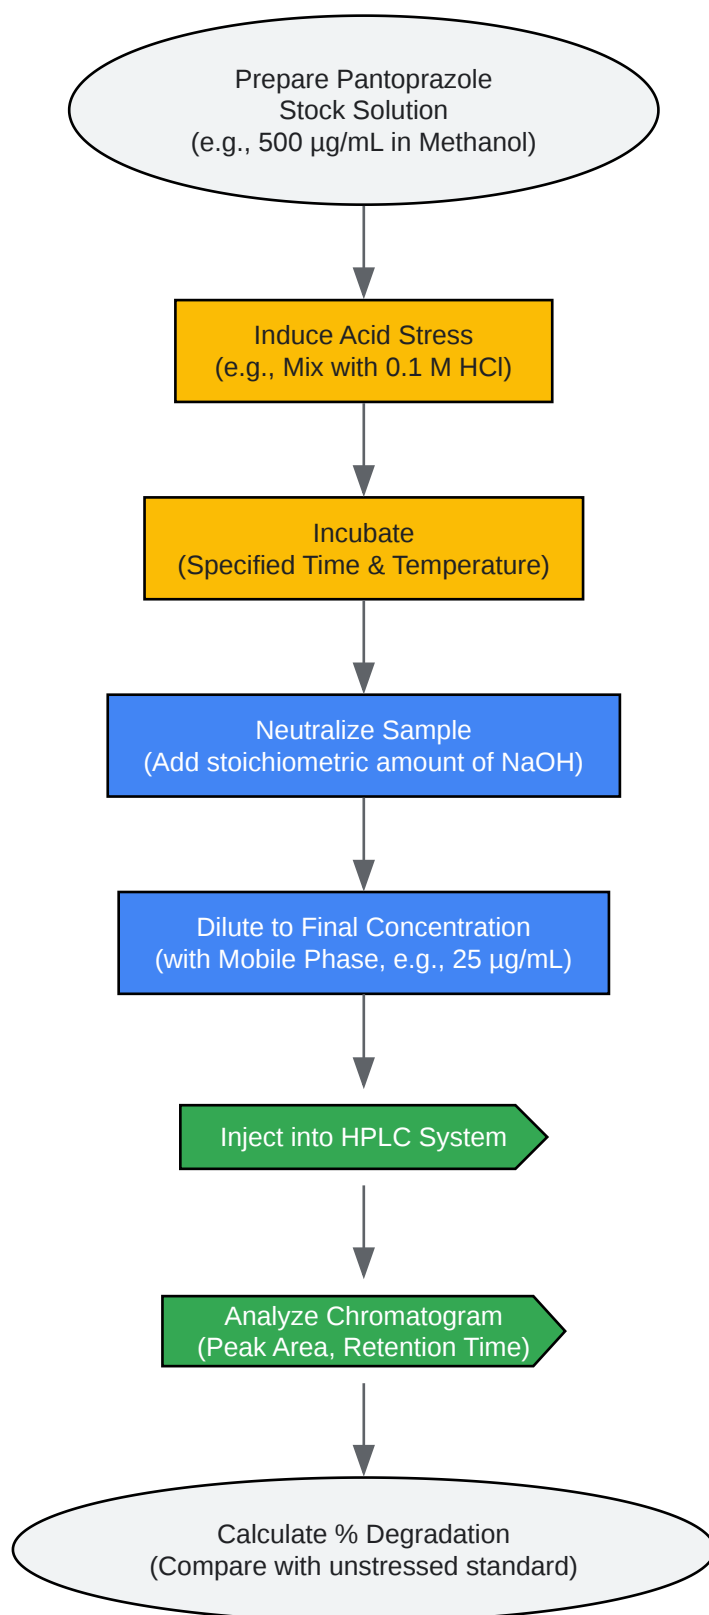 Prepare Pantoprazole
Stock Solution
(e.g., 500 µg/mL in Methanol)
Induce Acid Stress
(e.g., Mix with 0.1 M HCl)
Incubate
(Specified Time & Temperature)
Neutralize Sample
(Add stoichiometric amount of NaOH)
Dilute to Final Concentration
(with Mobile Phase, e.g., 25 µg/mL)
Inject into HPLC System
Analyze Chromatogram
(Peak Area, Retention Time)
Calculate % Degradation
(Compare with unstressed standard)